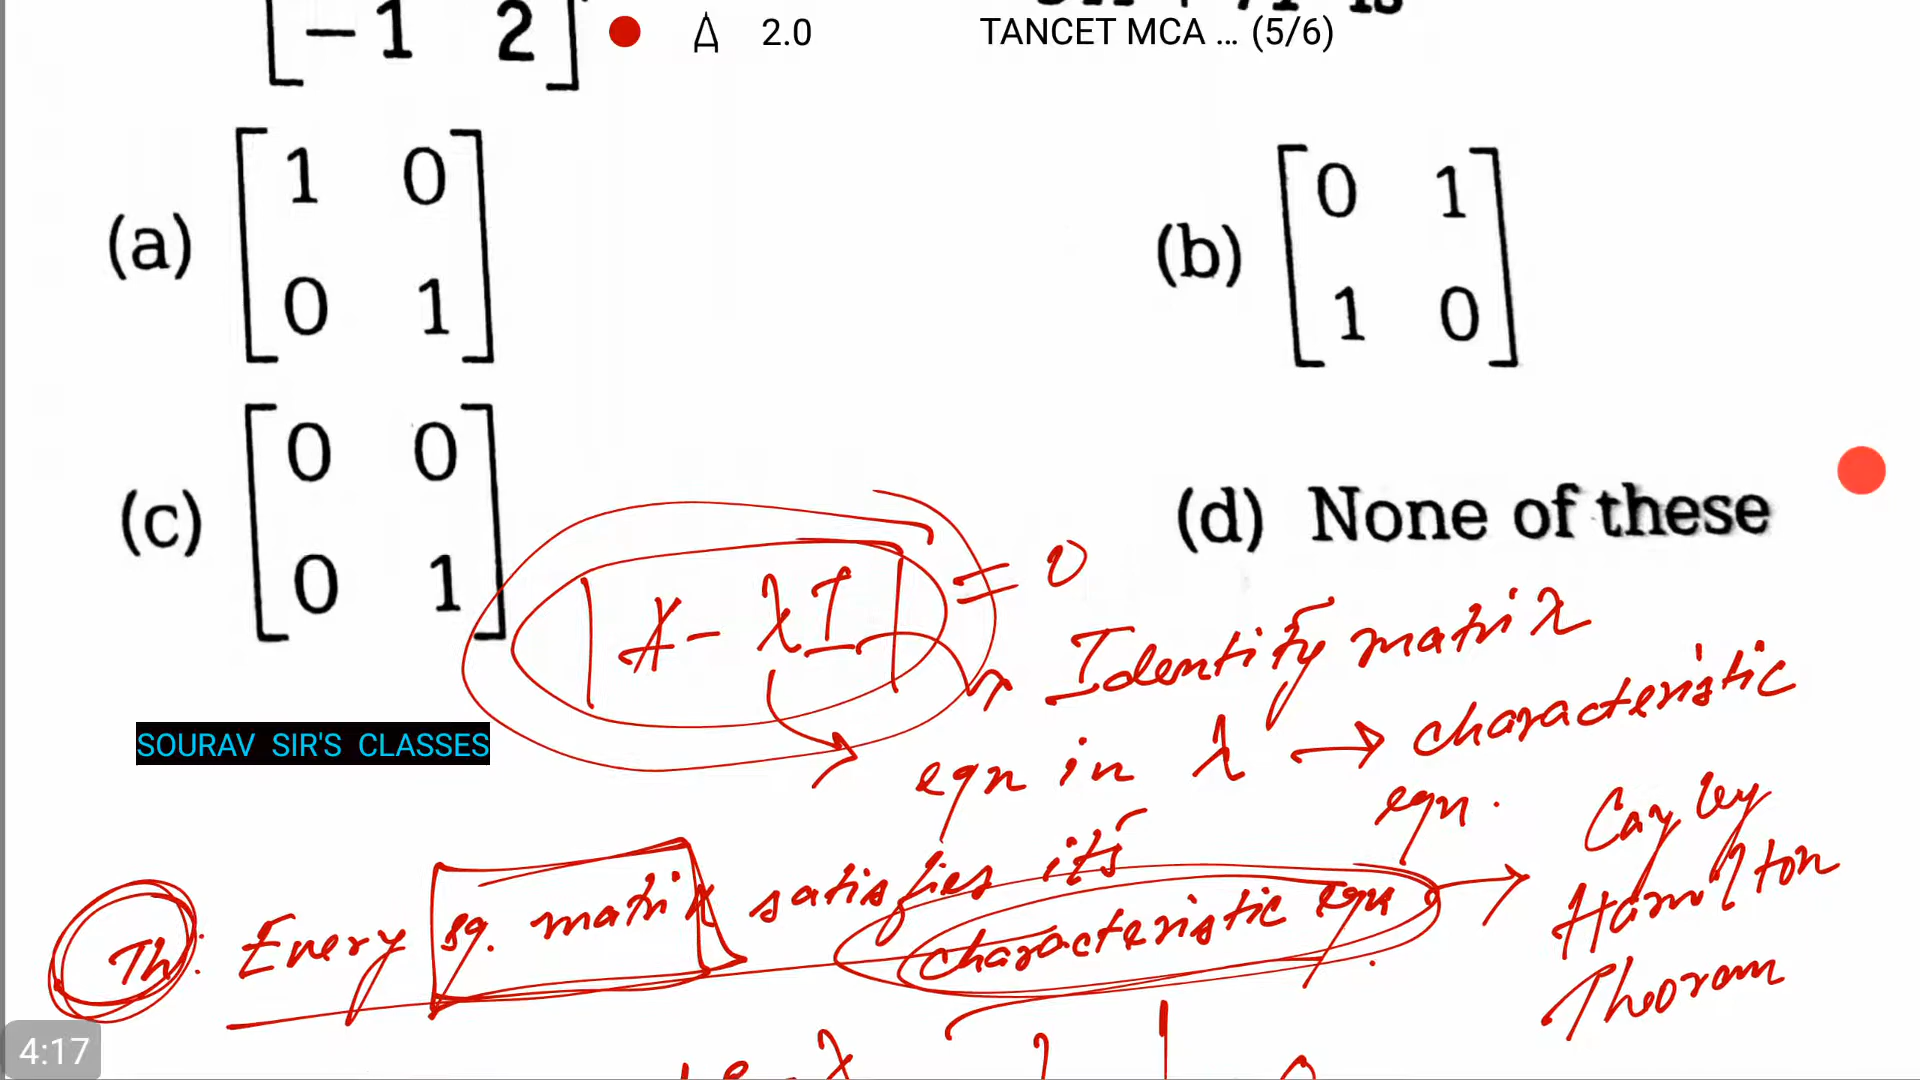 -1 2
2.0 TANCET MCA ... (5/6)
(a) 1 0
0 1
(b) 0 1
1 0
(c) 0 0
0 1
(d) None of these
|A - λI| = 0
Identity matrix
eqn in λ → characteristic
eqn.
Th: Every sq. matrix satisfies its
characteristic eqn
→ Cayley
Hamilton
Theoram
SOURAV SIR'S CLASSES
4:17